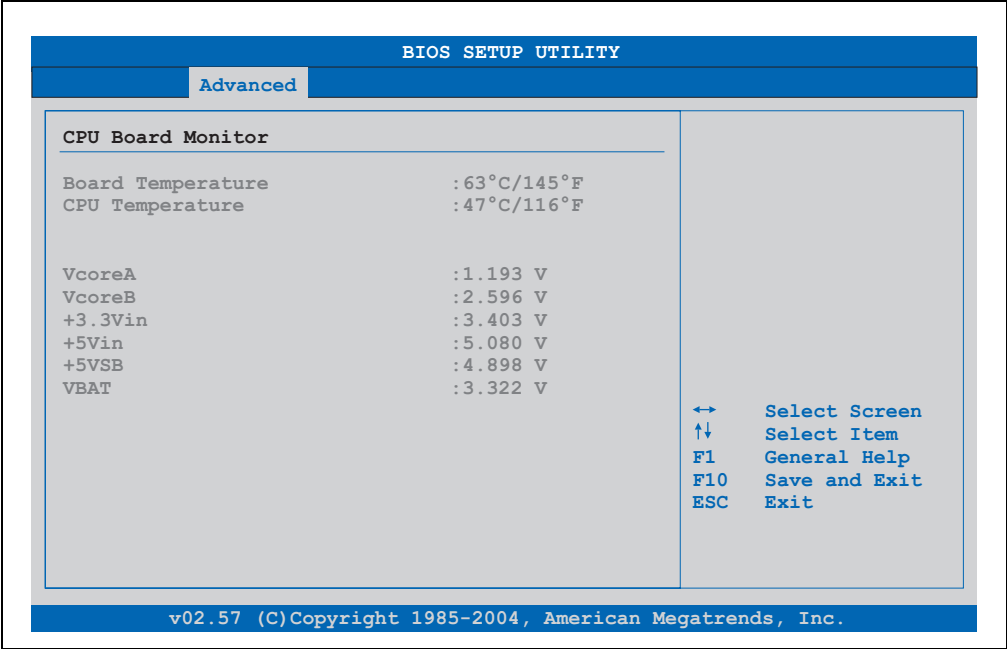 BIOS SETUP UTILITY
Advanced
CPU Board Monitor
Board Temperature :63°C/145°F
CPU Temperature :47°C/116°F
VcoreA :1.193 V
VcoreB :2.596 V
+3.3Vin :3.403 V
+5Vin :5.080 V
+5VSB :4.898 V
VBAT :3.322 V
↔ Select Screen
↑↓ Select Item
F1 General Help
F10 Save and Exit
ESC Exit
v02.57 (C)Copyright 1985-2004, American Megatrends, Inc.